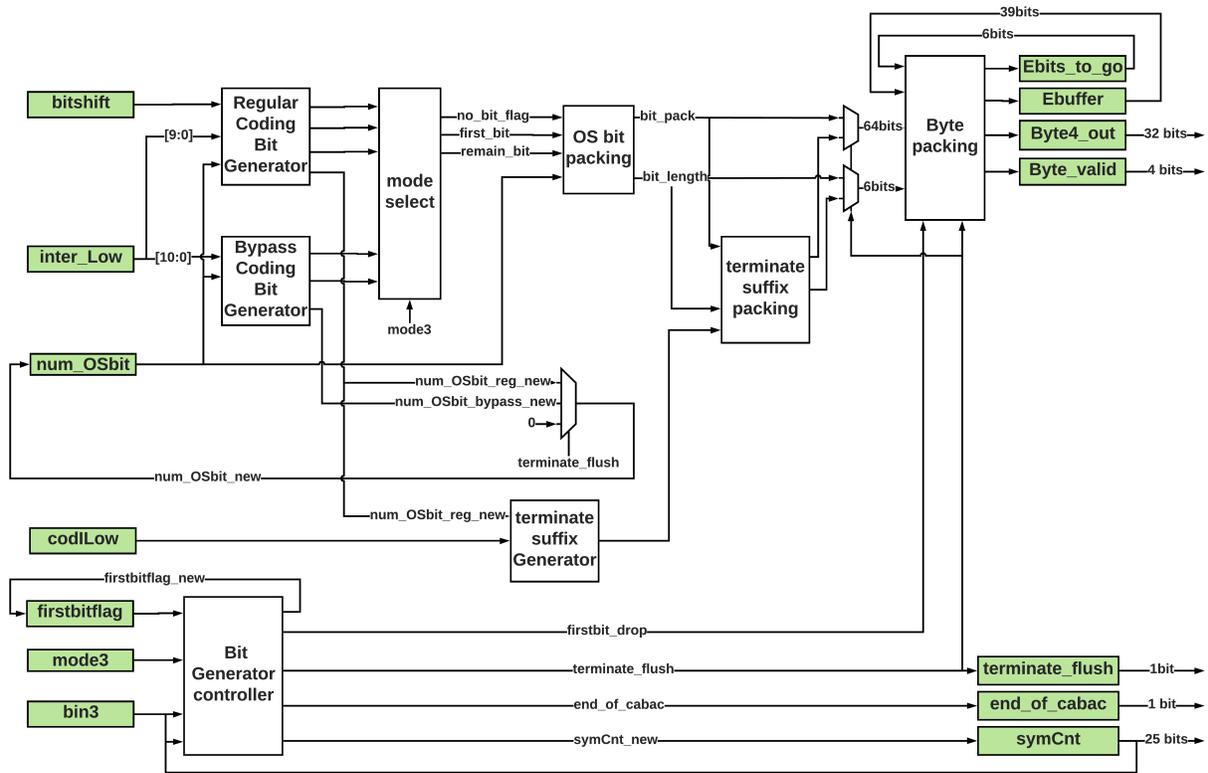 39bits
6bits
bitshift
Regular
Coding
Bit
Generator
[9:0]
mode
select
no_bit_flag
first_bit
remain_bit
OS bit
packing
bit_pack
bit_length
64bits
6bits
Byte
packing
Ebits_to_go
Ebuffer
Byte4_out
32 bits
Byte_valid
4 bits
inter_Low
[10:0]
Bypass
Coding
Bit
Generator
mode3
terminate
suffix
packing
num_OSbit
num_OSbit_reg_new
num_OSbit_bypass_new
0
terminate_flush
num_OSbit_new
num_OSbit_reg_new
terminate
suffix
Generator
codILow
firstbitflag_new
firstbitflag
mode3
bin3
Bit
Generator
controller
firstbit_drop
terminate_flush
end_of_cabac
symCnt_new
terminate_flush
1bit
end_of_cabac
1 bit
symCnt
25 bits